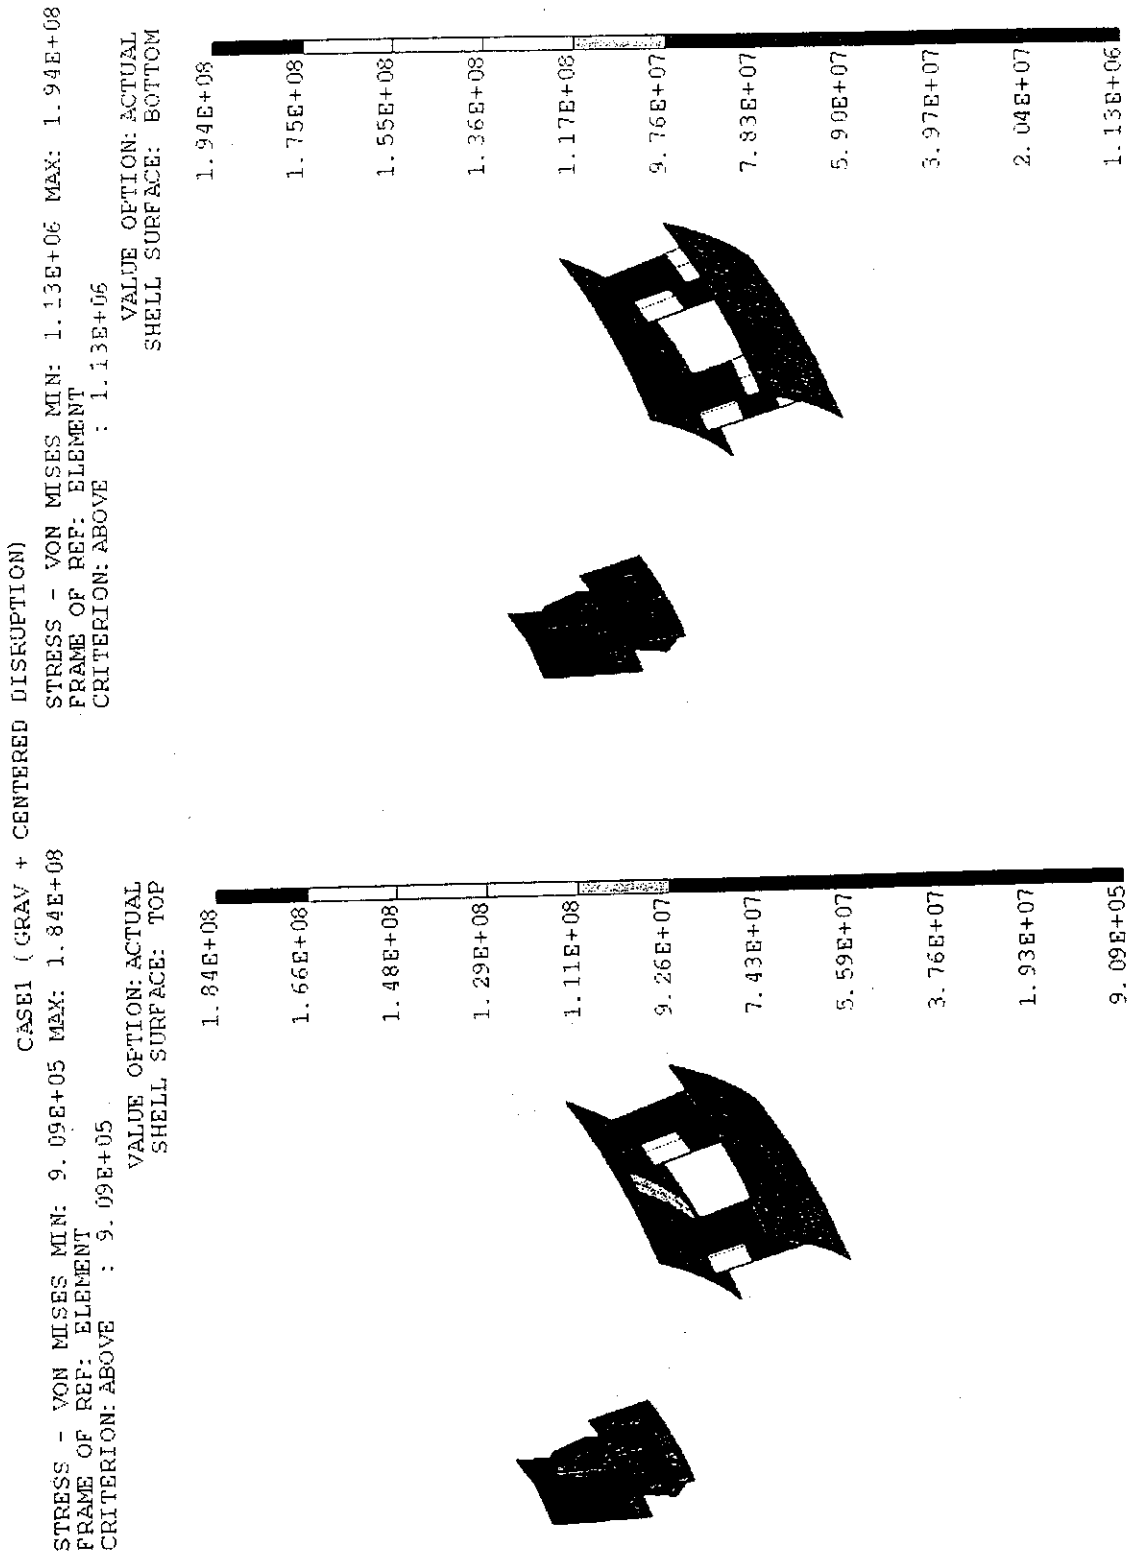 CASE1 (GRAV + CENTERED DISRUPTION)
STRESS - VON MISES MIN: 9.09E+05 MAX: 1.84E+08
FRAME OF REF: ELEMENT
CRITERION: ABOVE : 9.09E+05
VALUE OPTION: ACTUAL
SHELL SURFACE: TOP
1.84E+08
1.66E+08
1.48E+08
1.29E+08
1.11E+08
9.26E+07
7.43E+07
5.59E+07
3.76E+07
1.93E+07
9.09E+05
STRESS - VON MISES MIN: 1.13E+06 MAX: 1.94E+08
FRAME OF REF: ELEMENT
CRITERION: ABOVE : 1.13E+06
VALUE OPTION: ACTUAL
SHELL SURFACE: BOTTOM
1.94E+08
1.75E+08
1.55E+08
1.36E+08
1.17E+08
9.76E+07
7.83E+07
5.90E+07
3.97E+07
2.04E+07
1.13E+06